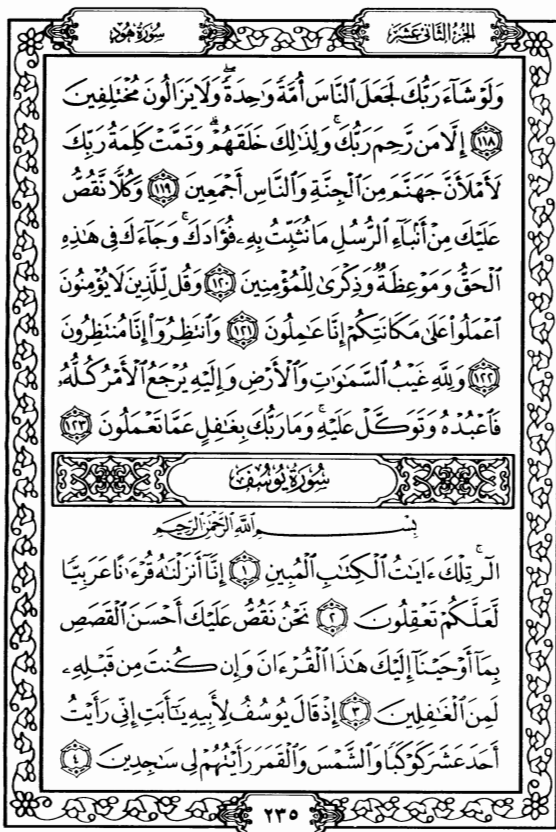 الجزء الثاني عشر
سورة هود
وَلَوْ شَآءَ رَبُّكَ لَجَعَلَ ٱلنَّاسَ أُمَّةً وَٰحِدَةً ۖ وَلَا يَزَالُونَ مُخْتَلِفِينَ
١١٨ إِلَّا مَن رَّحِمَ رَبُّكَ ۚ وَلِذَٰلِكَ خَلَقَهُمْ ۗ وَتَمَّتْ كَلِمَةُ رَبِّكَ
لَأَمْلَأَنَّ جَهَنَّمَ مِنَ ٱلْجِنَّةِ وَٱلنَّاسِ أَجْمَعِينَ ١١٩ وَكُلًّا نَّقُصُّ
عَلَيْكَ مِنْ أَنۢبَآءِ ٱلرُّسُلِ مَا نُثَبِّتُ بِهِۦ فُؤَادَكَ ۚ وَجَآءَكَ فِى هَٰذِهِ
ٱلْحَقُّ وَمَوْعِظَةٌ وَذِكْرَىٰ لِلْمُؤْمِنِينَ ١٢٠ وَقُل لِّلَّذِينَ لَا يُؤْمِنُونَ
ٱعْمَلُوا۟ عَلَىٰ مَكَانَتِكُمْ إِنَّا عَٰمِلُونَ ١٢١ وَٱنتَظِرُوٓا۟ إِنَّا مُنتَظِرُونَ
١٢٢ وَلِلَّهِ غَيْبُ ٱلسَّمَٰوَٰتِ وَٱلْأَرْضِ وَإِلَيْهِ يُرْجَعُ ٱلْأَمْرُ كُلُّهُۥ
فَٱعْبُدْهُ وَتَوَكَّلْ عَلَيْهِ ۚ وَمَا رَبُّكَ بِغَٰفِلٍ عَمَّا تَعْمَلُونَ ١٢٣
سُورَةُ يُوسُفَ
بِسْمِ ٱللَّهِ ٱلرَّحْمَٰنِ ٱلرَّحِيمِ
الٓر ۚ تِلْكَ ءَايَٰتُ ٱلْكِتَٰبِ ٱلْمُبِينِ ١ إِنَّآ أَنزَلْنَٰهُ قُرْءَٰنًا عَرَبِيًّا
لَّعَلَّكُمْ تَعْقِلُونَ ٢ نَحْنُ نَقُصُّ عَلَيْكَ أَحْسَنَ ٱلْقَصَصِ
بِمَآ أَوْحَيْنَآ إِلَيْكَ هَٰذَا ٱلْقُرْءَانَ وَإِن كُنتَ مِن قَبْلِهِۦ
لَمِنَ ٱلْغَٰفِلِينَ ٣ إِذْ قَالَ يُوسُفُ لِأَبِيهِ يَٰٓأَبَتِ إِنِّى رَأَيْتُ
أَحَدَ عَشَرَ كَوْكَبًا وَٱلشَّمْسَ وَٱلْقَمَرَ رَأَيْتُهُمْ لِى سَٰجِدِينَ ٤
٢٣٥